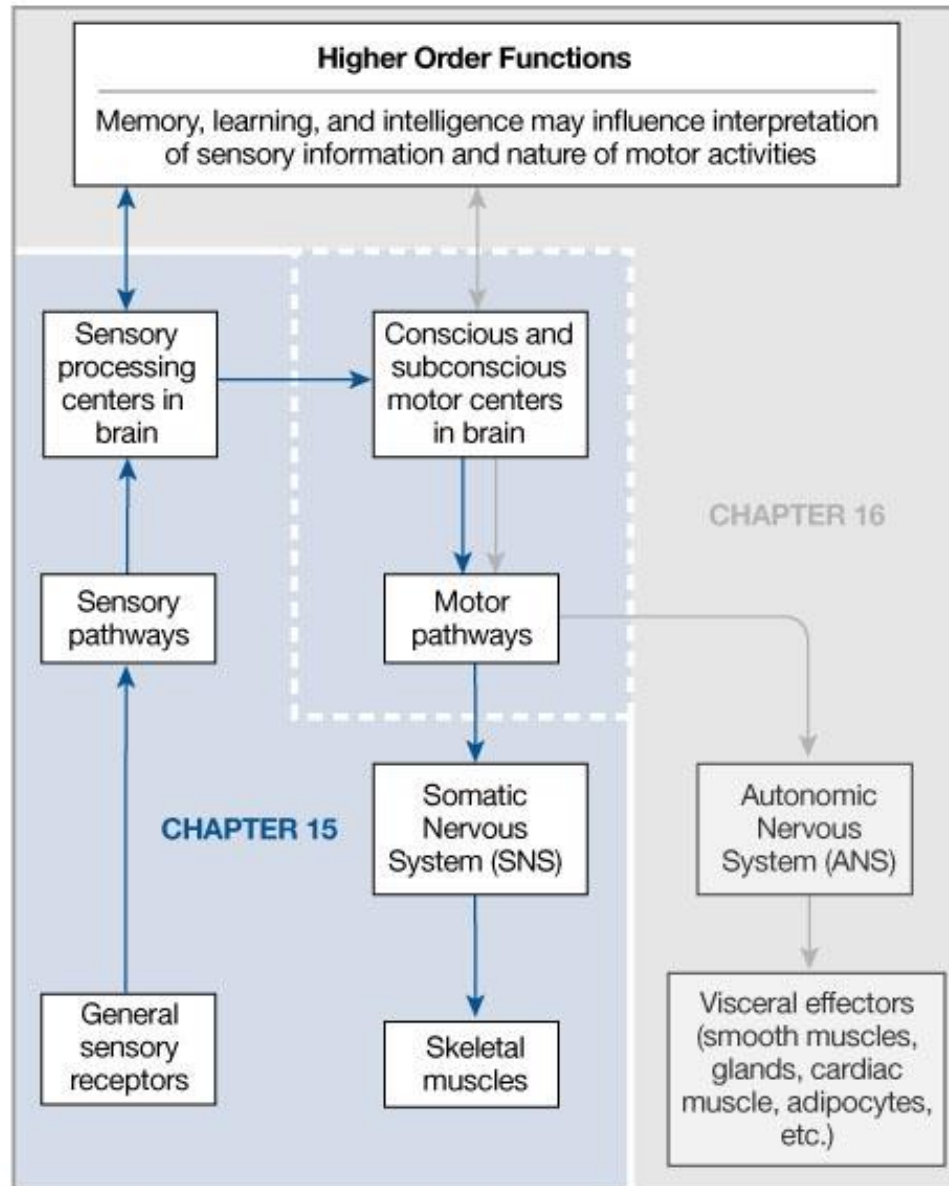 Higher Order Functions
Memory, learning, and intelligence may influence interpretation
of sensory information and nature of motor activities
Sensory
processing
centers in
brain
Conscious and
subconscious
motor centers
in brain
CHAPTER 16
Sensory
pathways
Motor
pathways
CHAPTER 15
Somatic
Nervous
System (SNS)
Autonomic
Nervous
System (ANS)
General
sensory
receptors
Skeletal
muscles
Visceral effectors
(smooth muscles,
glands, cardiac
muscle, adipocytes,
etc.)